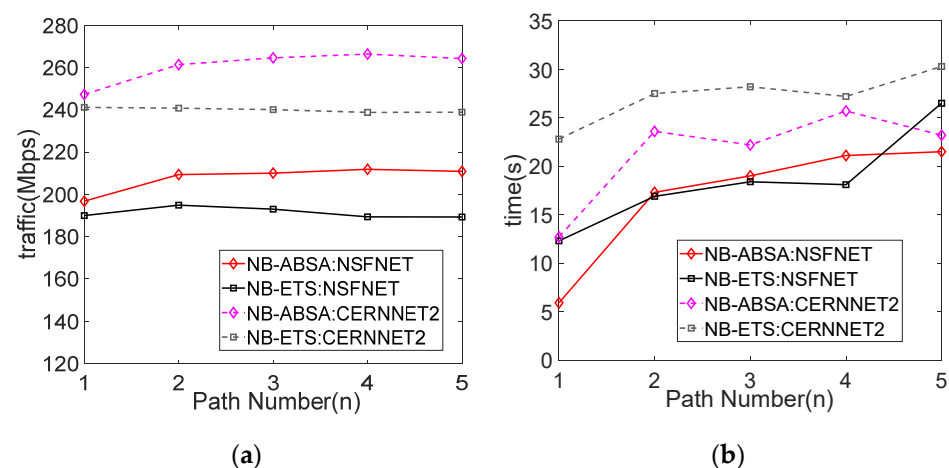 280
260
240
220
200
180
160
140
120
traffic(Mbps)
1 2 3 4 5
Path Number(n)
NB-ABSA:NSFNET
NB-ETS:NSFNET
NB-ABSA:CERNNET2
NB-ETS:CERNNET2
(a)
35
30
25
20
15
10
5
0
time(s)
1 2 3 4 5
Path Number(n)
NB-ABSA:NSFNET
NB-ETS:NSFNET
NB-ABSA:CERNNET2
NB-ETS:CERNNET2
(b)